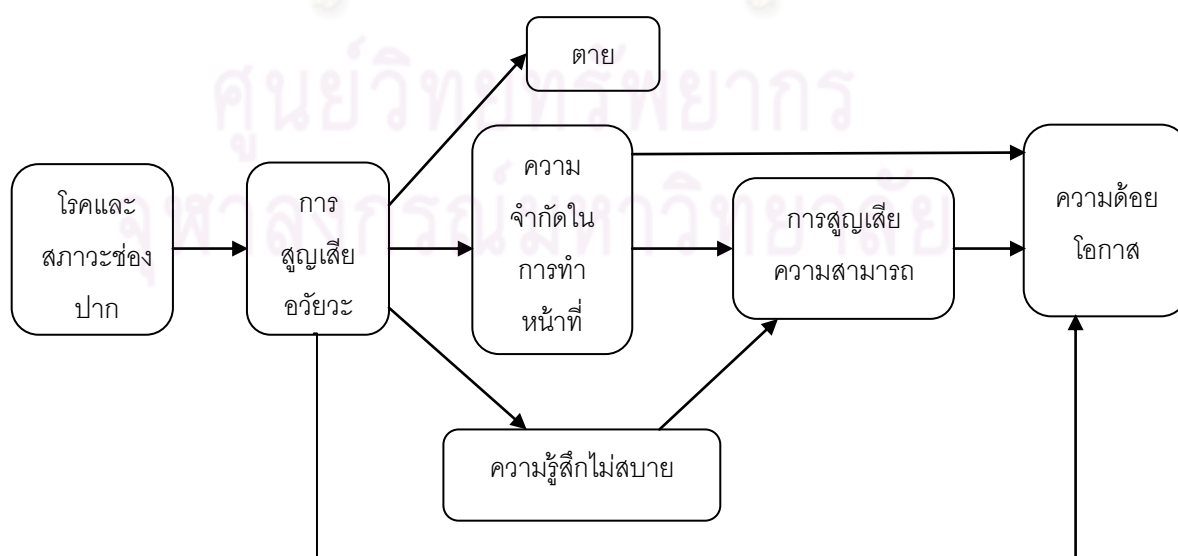 ตาย
ศูนย์วิทยทรัพยากร
จุฬาลงกรณ์มหาวิทยาลัย
โรคและ
สภาวะช่อง
ปาก
การ
สูญเสีย
อวัยวะ
ความ
จำกัดใน
การทำ
หน้าที่
การสูญเสีย
ความสามารถ
ความด้อย
โอกาส
ความรู้สึกไม่สบาย